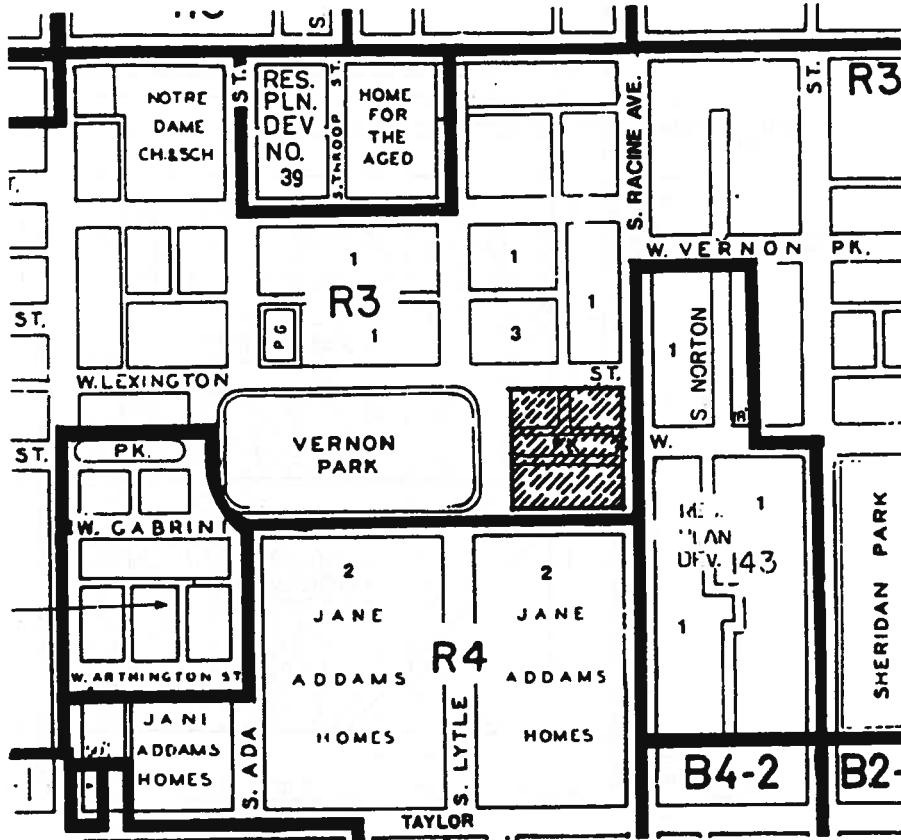 S.
ST.
RES.
PLN.
DEV
NO.
39
S. THROOP
ST.
HOME
FOR
THE
AGED
NOTRE
DAME
CH.&SCH
S. RACINE AVE.
ST.
R3
T.
W. VERNON PK.
1
1
R3
1
P G
1
3
1
ST.
1
S. NORTON
W. LEXINGTON
ST.
ST.
PK.
VERNON
PARK
PK.
W.
W. CABRINI
1
DEV. 143
1
SHERIDAN PARK
2
JANE
ADDAMS
HOMES
2
JANE
ADDAMS
HOMES
R4
W. ARTHINGTON ST
JANE
ADDAMS
HOMES
S. ADA
S. LYTLE
TAYLOR
B4-2
B2-